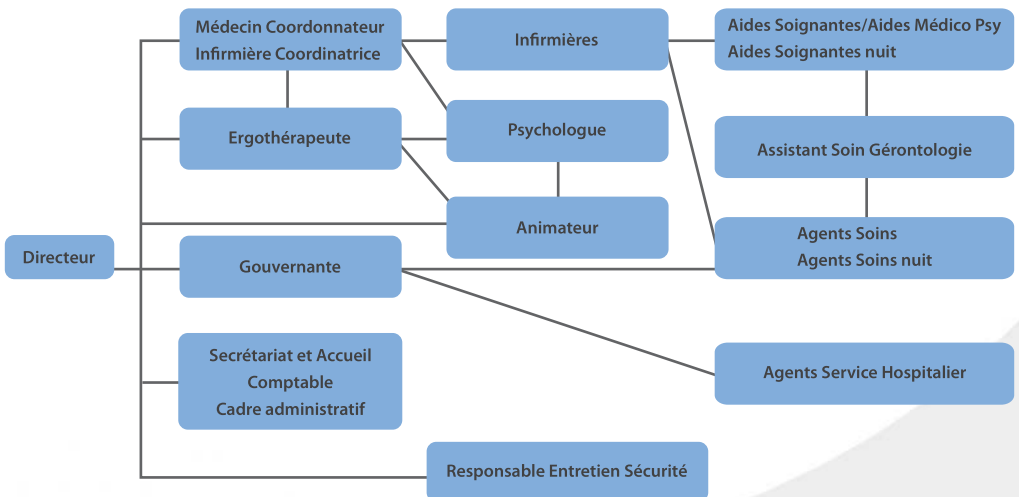 Médecin Coordonnateur
Infirmière Coordinatrice
Infirmières
Aides Soignantes/Aides Médico Psy
Aides Soignantes nuit
Ergothérapeute
Psychologue
Assistant Soin Gérontologie
Animateur
Agents Soins
Agents Soins nuit
Directeur
Gouvernante
Secrétariat et Accueil
Comptable
Cadre administratif
Agents Service Hospitalier
Responsable Entretien Sécurité